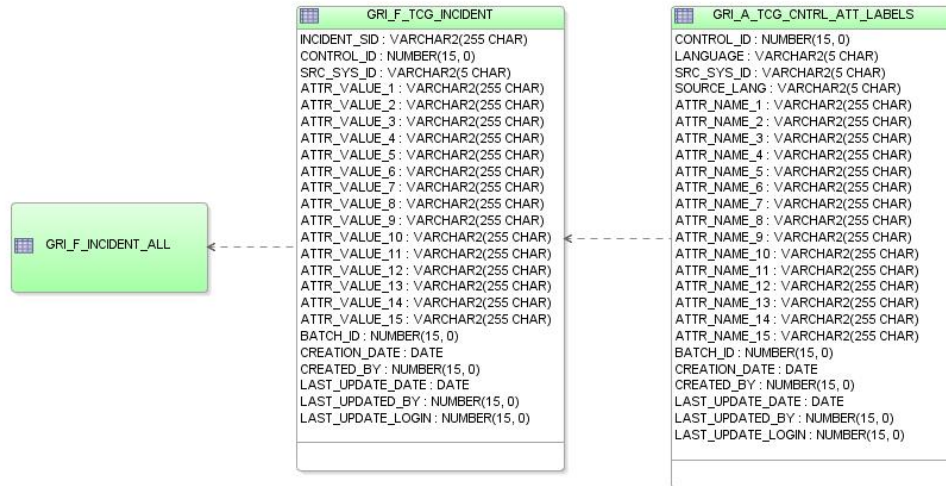 GRI_F_INCIDENT_ALL
GRI_F_TCG_INCIDENT
INCIDENT_SID : VARCHAR2(255 CHAR)
CONTROL_ID : NUMBER(15, 0)
SRC_SYS_ID : VARCHAR2(5 CHAR)
ATTR_VALUE_1 : VARCHAR2(255 CHAR)
ATTR_VALUE_2 : VARCHAR2(255 CHAR)
ATTR_VALUE_3 : VARCHAR2(255 CHAR)
ATTR_VALUE_4 : VARCHAR2(255 CHAR)
ATTR_VALUE_5 : VARCHAR2(255 CHAR)
ATTR_VALUE_6 : VARCHAR2(255 CHAR)
ATTR_VALUE_7 : VARCHAR2(255 CHAR)
ATTR_VALUE_8 : VARCHAR2(255 CHAR)
ATTR_VALUE_9 : VARCHAR2(255 CHAR)
ATTR_VALUE_10 : VARCHAR2(255 CHAR)
ATTR_VALUE_11 : VARCHAR2(255 CHAR)
ATTR_VALUE_12 : VARCHAR2(255 CHAR)
ATTR_VALUE_13 : VARCHAR2(255 CHAR)
ATTR_VALUE_14 : VARCHAR2(255 CHAR)
ATTR_VALUE_15 : VARCHAR2(255 CHAR)
BATCH_ID : NUMBER(15, 0)
CREATION_DATE : DATE
CREATED_BY : NUMBER(15, 0)
LAST_UPDATE_DATE : DATE
LAST_UPDATED_BY : NUMBER(15, 0)
LAST_UPDATE_LOGIN : NUMBER(15, 0)
GRI_A_TCG_CNTRL_ATT_LABELS
CONTROL_ID : NUMBER(15, 0)
LANGUAGE : VARCHAR2(5 CHAR)
SRC_SYS_ID : VARCHAR2(5 CHAR)
SOURCE_LANG : VARCHAR2(5 CHAR)
ATTR_NAME_1 : VARCHAR2(255 CHAR)
ATTR_NAME_2 : VARCHAR2(255 CHAR)
ATTR_NAME_3 : VARCHAR2(255 CHAR)
ATTR_NAME_4 : VARCHAR2(255 CHAR)
ATTR_NAME_5 : VARCHAR2(255 CHAR)
ATTR_NAME_6 : VARCHAR2(255 CHAR)
ATTR_NAME_7 : VARCHAR2(255 CHAR)
ATTR_NAME_8 : VARCHAR2(255 CHAR)
ATTR_NAME_9 : VARCHAR2(255 CHAR)
ATTR_NAME_10 : VARCHAR2(255 CHAR)
ATTR_NAME_11 : VARCHAR2(255 CHAR)
ATTR_NAME_12 : VARCHAR2(255 CHAR)
ATTR_NAME_13 : VARCHAR2(255 CHAR)
ATTR_NAME_14 : VARCHAR2(255 CHAR)
ATTR_NAME_15 : VARCHAR2(255 CHAR)
BATCH_ID : NUMBER(15, 0)
CREATION_DATE : DATE
CREATED_BY : NUMBER(15, 0)
LAST_UPDATE_DATE : DATE
LAST_UPDATED_BY : NUMBER(15, 0)
LAST_UPDATE_LOGIN : NUMBER(15, 0)